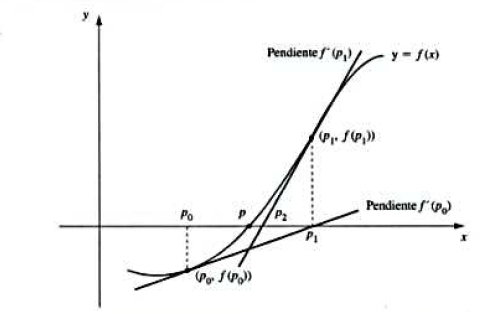 y
Pendiente f´(p₁)
y = f(x)
(p₁, f(p₁))
p₀
p
p₂
Pendiente f´(p₀)
p₁
x
(p₀, f(p₀))